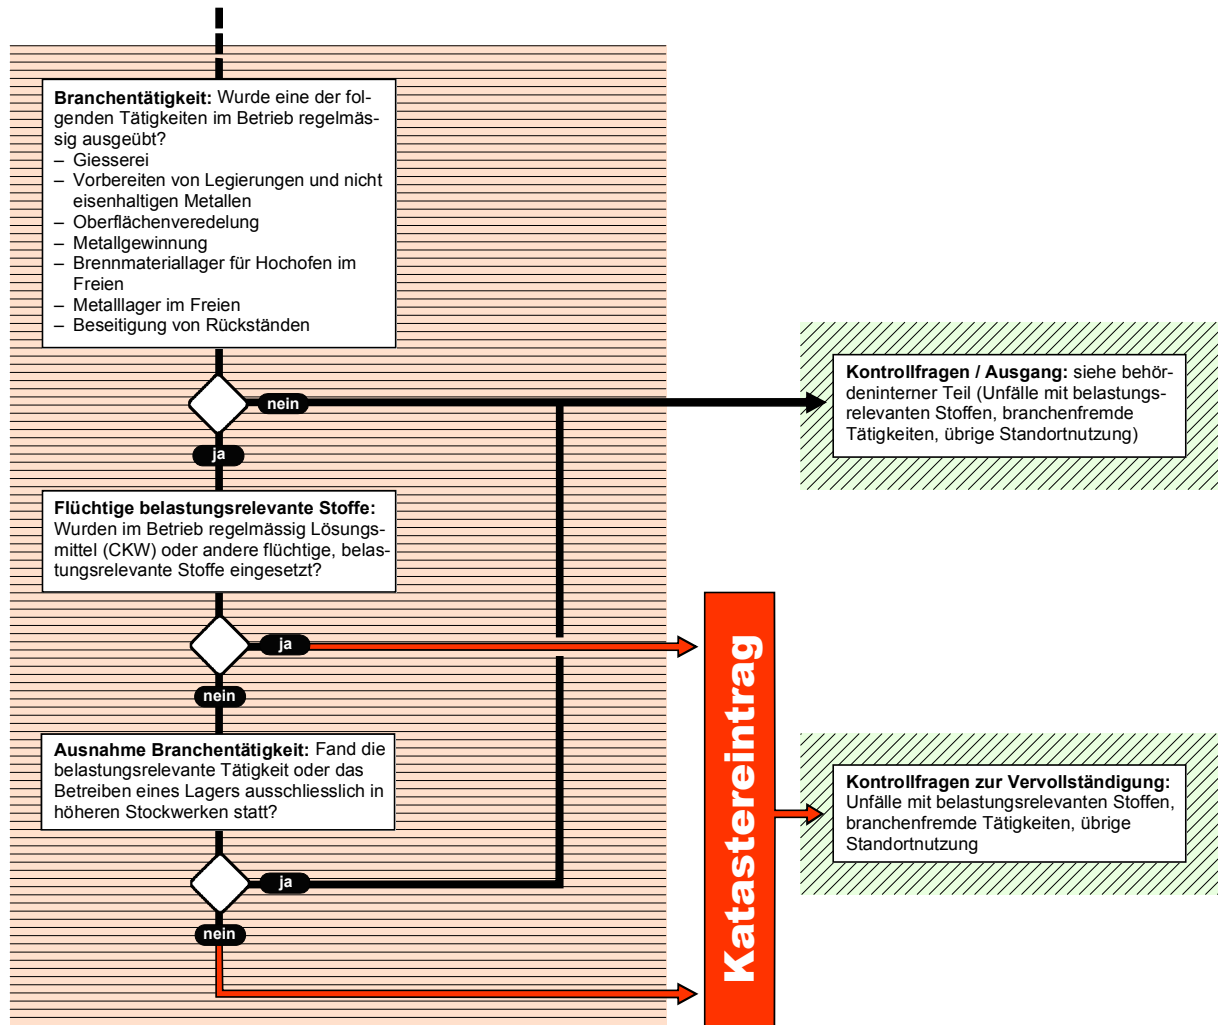 Branchentätigkeit: Wurde eine der fol-
genden Tätigkeiten im Betrieb regelmäs-
sig ausgeübt?
– Giesserei
– Vorbereiten von Legierungen und nicht
eisenhaltigen Metallen
– Oberflächenveredelung
– Metallgewinnung
– Brennmateriallager für Hochofen im
Freien
– Metalllager im Freien
– Beseitigung von Rückständen
nein
ja
Kontrollfragen / Ausgang: siehe behör-
deninterner Teil (Unfälle mit belastungs-
relevanten Stoffen, branchenfremde
Tätigkeiten, übrige Standortnutzung)
Flüchtige belastungsrelevante Stoffe:
Wurden im Betrieb regelmässig Lösungs-
mittel (CKW) oder andere flüchtige, belas-
tungsrelevante Stoffe eingesetzt?
ja
nein
Katastereintrag
Ausnahme Branchentätigkeit: Fand die
belastungsrelevante Tätigkeit oder das
Betreiben eines Lagers ausschliesslich in
höheren Stockwerken statt?
Kontrollfragen zur Vervollständigung:
Unfälle mit belastungsrelevanten Stoffen,
branchenfremde Tätigkeiten, übrige
Standortnutzung
ja
nein